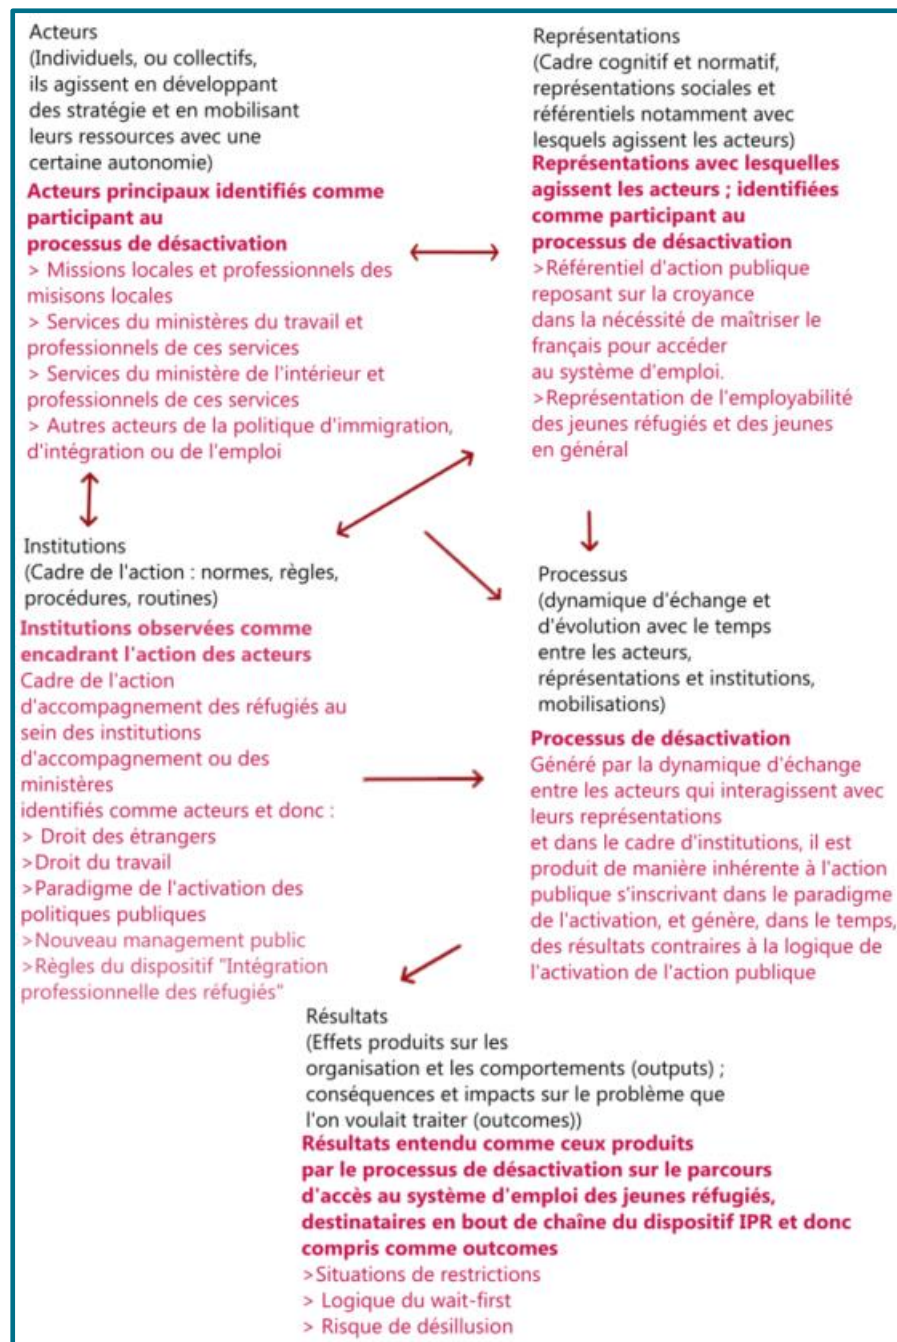 Acteurs
(Individuels, ou collectifs,
ils agissent en développant
des stratégie et en mobilisant
leurs ressources avec une
certaine autonomie)
Acteurs principaux identifiés comme
participant au
processus de désactivation
> Missions locales et professionnels des
misisons locales
> Services du ministères du travail et
professionnels de ces services
> Services du ministère de l'intérieur et
professionnels de ces services
> Autres acteurs de la politique d'immigration,
d'intégration ou de l'emploi
Représentations
(Cadre cognitif et normatif,
représentations sociales et
référentiels notamment avec
lesquels agissent les acteurs)
Représentations avec lesquelles
agissent les acteurs ; identifiées
comme participant au
processus de désactivation
>Référentiel d'action publique
reposant sur la croyance
dans la nécéssité de maîtriser le
français pour accéder
au système d'emploi.
>Représentation de l'employabilité
des jeunes réfugiés et des jeunes
en général
Institutions
(Cadre de l'action : normes, règles,
procédures, routines)
Institutions observées comme
encadrant l'action des acteurs
Cadre de l'action
d'accompagnement des réfugiés au
sein des institutions
d'accompagnement ou des
ministères
identifiés comme acteurs et donc :
> Droit des étrangers
>Droit du travail
>Paradigme de l'activation des
politiques publiques
>Nouveau management public
>Règles du dispositif "Intégration
professionnelle des réfugiés"
Processus
(dynamique d'échange et
d'évolution avec le temps
entre les acteurs,
réprésentations et institutions,
mobilisations)
Processus de désactivation
Généré par la dynamique d'échange
entre les acteurs qui interagissent avec
leurs représentations
et dans le cadre d'institutions, il est
produit de manière inhérente à l'action
publique s'inscrivant dans le paradigme
de l'activation, et génère, dans le temps,
des résultats contraires à la logique de
l'activation de l'action publique
Résultats
(Effets produits sur les
organisation et les comportements (outputs) ;
conséquences et impacts sur le problème que
l'on voulait traiter (outcomes))
Résultats entendu comme ceux produits
par le processus de désactivation sur le parcours
d'accès au système d'emploi des jeunes réfugiés,
destinataires en bout de chaîne du dispositif IPR et donc
compris comme outcomes
>Situations de restrictions
> Logique du wait-first
> Risque de désillusion